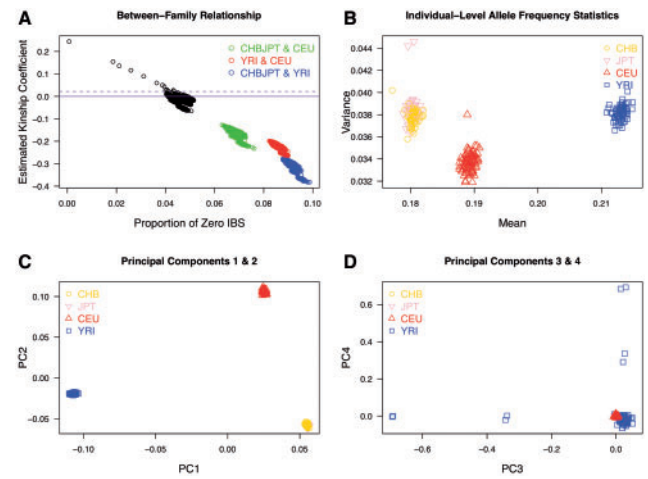 A
Between–Family Relationship
Estimated Kinship Coefficient
0.2
0.1
0.0
−0.1
−0.2
−0.3
−0.4
CHBJPT & CEU
YRI & CEU
CHBJPT & YRI
0.00
0.02
0.04
0.06
0.08
0.10
Proportion of Zero IBS
B
Individual–Level Allele Frequency Statistics
Variance
0.044
0.042
0.040
0.038
0.036
0.034
0.032
CHB
JPT
CEU
YRI
0.18
0.19
0.20
0.21
Mean
C
Principal Components 1 & 2
PC2
0.10
0.05
0.00
−0.05
CHB
JPT
CEU
YRI
−0.10
−0.05
0.00
0.05
PC1
D
Principal Components 3 & 4
PC4
0.6
0.4
0.2
0.0
CHB
JPT
CEU
YRI
−0.6
−0.4
−0.2
0.0
PC3